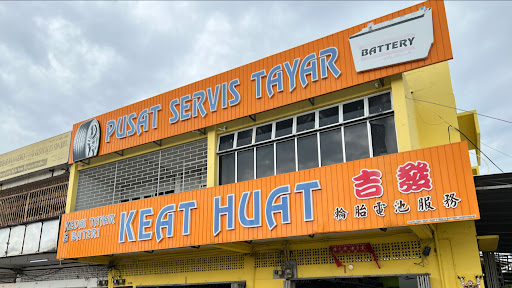 BATTERY
PUSAT SERVIS TAYAR
KEDAI TAYAR
& BATERI
KEAT HUAT
吉發
輪胎電池服務